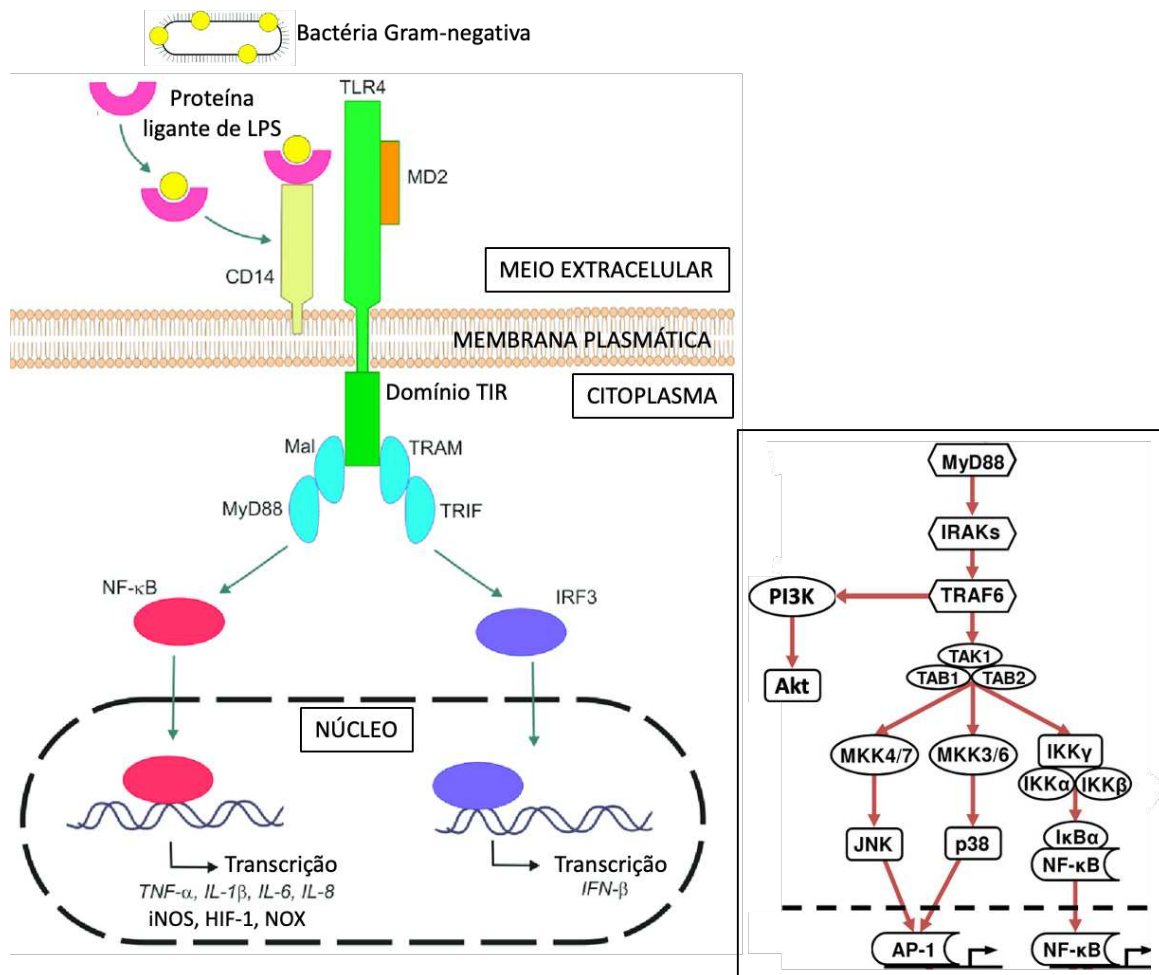 Bactéria Gram-negativa
TLR4
Proteína
ligante de LPS
MD2
CD14
MEIO EXTRACELULAR
MEMBRANA PLASMÁTICA
Domínio TIR
CITOPLASMA
Mal
TRAM
MyD88
TRIF
NF-κB
IRF3
NÚCLEO
Transcrição
TNF-α, IL-1β, IL-6, IL-8
iNOS, HIF-1, NOX
Transcrição
IFN-β
MyD88
IRAKs
PI3K
TRAF6
Akt
TAK1
TAB1
TAB2
MKK4/7
MKK3/6
IKKγ
IKKα
IKKβ
JNK
p38
IκBα
NF-κB
AP-1
NF-κB